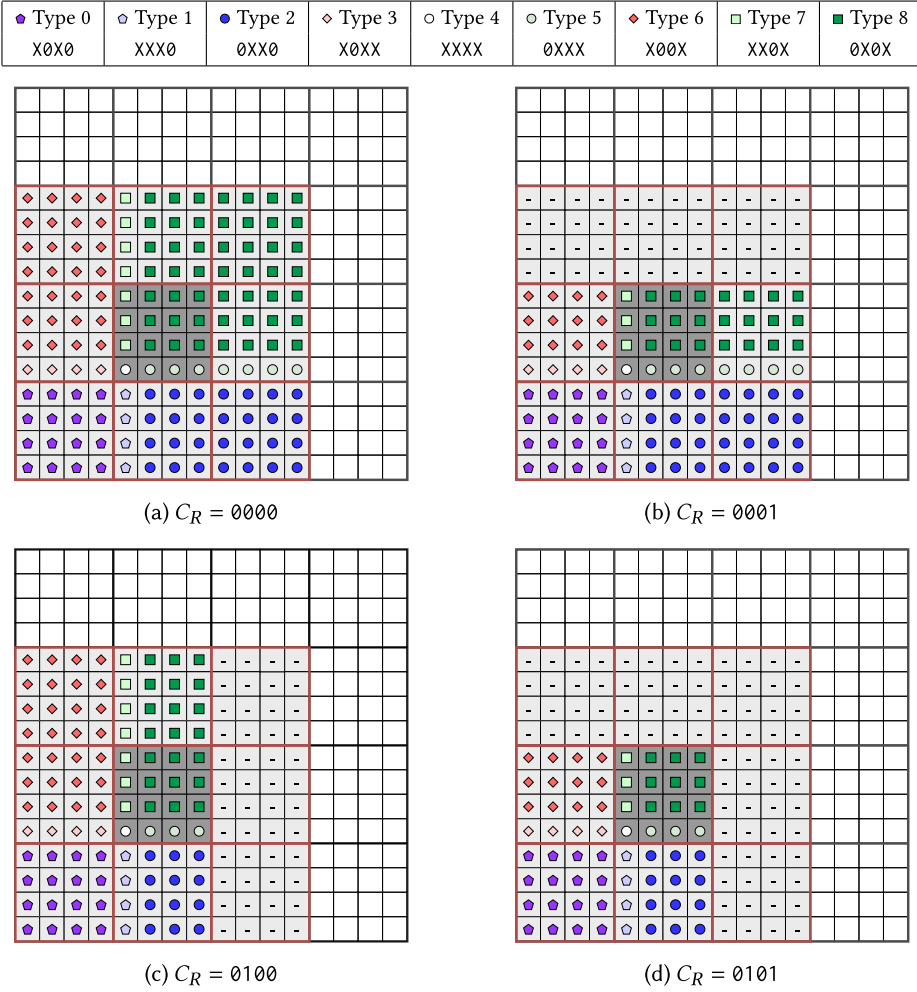 Type 0 Type 1 Type 2 Type 3 Type 4 Type 5 Type 6 Type 7 Type 8
X0X0 XXX0 0XX0 X0XX XXXX 0XXX X00X XX0X 0X0X
- - - - - - - - - - - -
- - - - - - - - - - - -
- - - - - - - - - - - -
- - - - - - - - - - - -
(a) C_R = 0000
(b) C_R = 0001
- - - - - - - - - - - - - - - -
- - - - - - - - - - - - - - - -
- - - - - - - - - - - - - - - -
- - - - - - - - - - - - - - - -
- - - - - - - -
- - - - - - - -
- - - - - - - -
- - - - - - - -
- - - - - - - -
- - - - - - - -
- - - - - - - -
- - - - - - - -
(c) C_R = 0100
(d) C_R = 0101